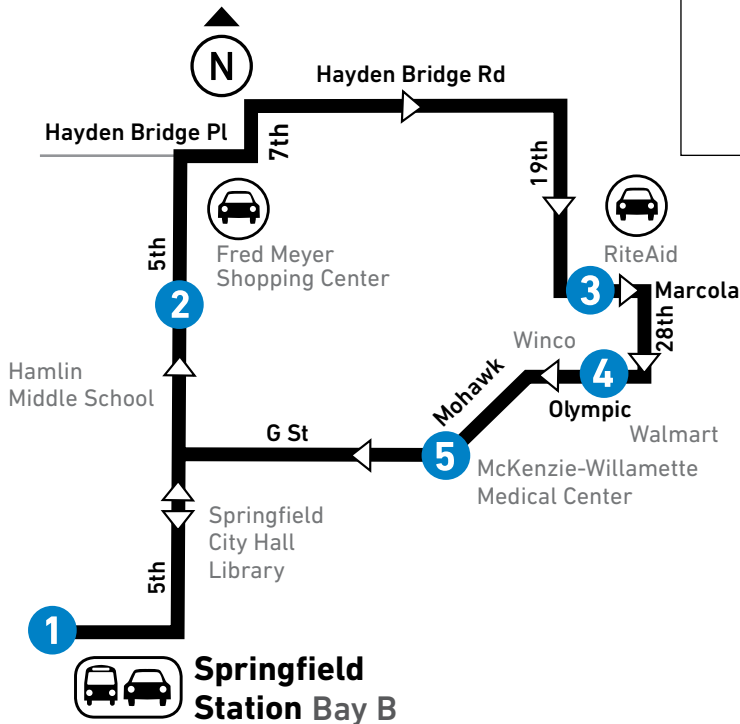 N
Hayden Bridge Rd
Hayden Bridge Pl
7th
19th
5th
Fred Meyer
Shopping Center
RiteAid
2
3
Marcola
28th
Winco
Hamlin
Middle School
4
Mohawk
Olympic
G St
Walmart
5
McKenzie-Willamette
Medical Center
Springfield
City Hall
Library
5th
1
Springfield
Station Bay B